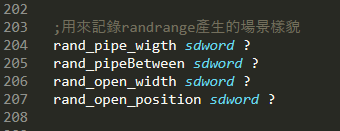 202
203 ;用來記錄randrange產生的場景樣貌
204 rand_pipe_wigth sdword ?
205 rand_pipeBetween sdword ?
206 rand_open_width sdword ?
207 rand_open_position sdword ?
208